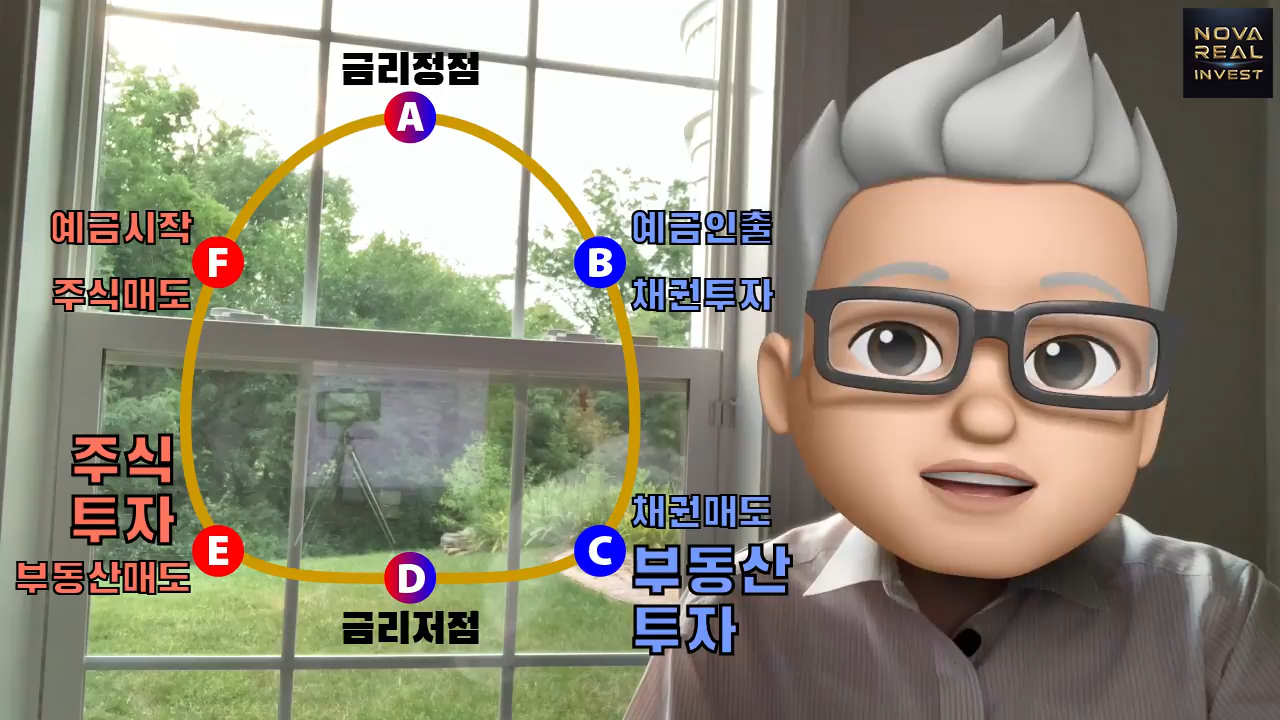 금리정점
A
예금시작
F
주식매도
예금인출
B
채권투자
주식
투자
E
부동산매도
채권매도
C
부동산
투자
D
금리저점
NOVA
REAL
INVEST